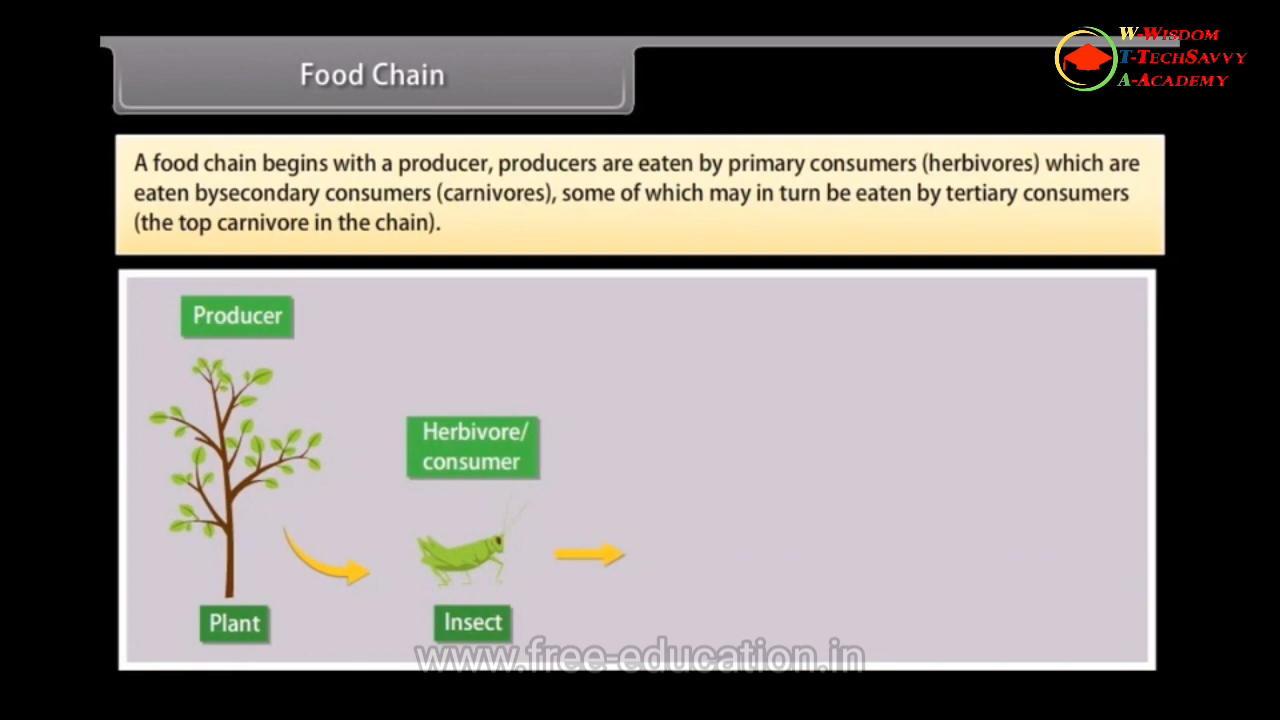 Food Chain
W-Wisdom
T-TechSavvy
A-Academy
A food chain begins with a producer, producers are eaten by primary consumers (herbivores) which are
eaten bysecondary consumers (carnivores), some of which may in turn be eaten by tertiary consumers
(the top carnivore in the chain).
Producer
Herbivore/
consumer
Plant
Insect
www.free-education.in